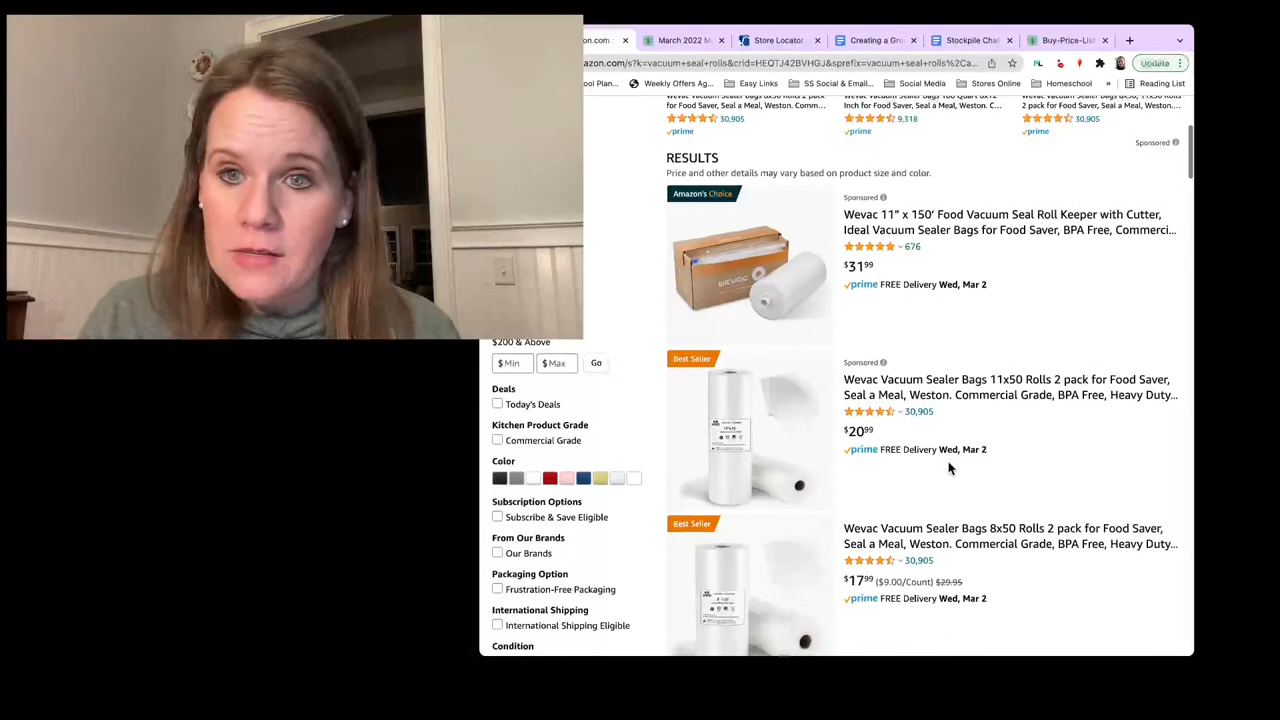 zon.com :
March 2022 M
Store Locator
Creating a Gro
Stockpile Chal
Buy-Price-List
azon.com/s?k=vacuum+seal+rolls&crid=HEQTJ42BVHGJ&sprefix=vacuum+seal+rolls%2Ca...
Update
ool Plan...
Weekly Offers Ag...
Easy Links
SS Social & Email...
Social Media
Stores Online
Homeschool
»
Reading List
for Food Saver, Seal a Meal, Weston. Comm...
Inch for Food Saver, Seal a Meal, Weston. C...
2 pack for Food Saver, Seal a Meal, Weston....
30,905
9,318
30,905
prime
prime
prime
Sponsored
RESULTS
Price and other details may vary based on product size and color.
Amazon's Choice
WEVAC
Sponsored
Wevac 11" x 150' Food Vacuum Seal Roll Keeper with Cutter,
Ideal Vacuum Sealer Bags for Food Saver, BPA Free, Commerci...
676
$31 99
prime FREE Delivery Wed, Mar 2
$200 & Above
$ Min
$ Max
Go
Deals
Today's Deals
Kitchen Product Grade
Commercial Grade
Color
Subscription Options
Subscribe & Save Eligible
From Our Brands
Our Brands
Packaging Option
Frustration-Free Packaging
International Shipping
International Shipping Eligible
Condition
Best Seller
Sponsored
Wevac Vacuum Sealer Bags 11x50 Rolls 2 pack for Food Saver,
Seal a Meal, Weston. Commercial Grade, BPA Free, Heavy Duty...
30,905
$20 99
prime FREE Delivery Wed, Mar 2
Best Seller
Wevac Vacuum Sealer Bags 8x50 Rolls 2 pack for Food Saver,
Seal a Meal, Weston. Commercial Grade, BPA Free, Heavy Duty...
30,905
$17 99 ($9.00/Count) $29.95
prime FREE Delivery Wed, Mar 2